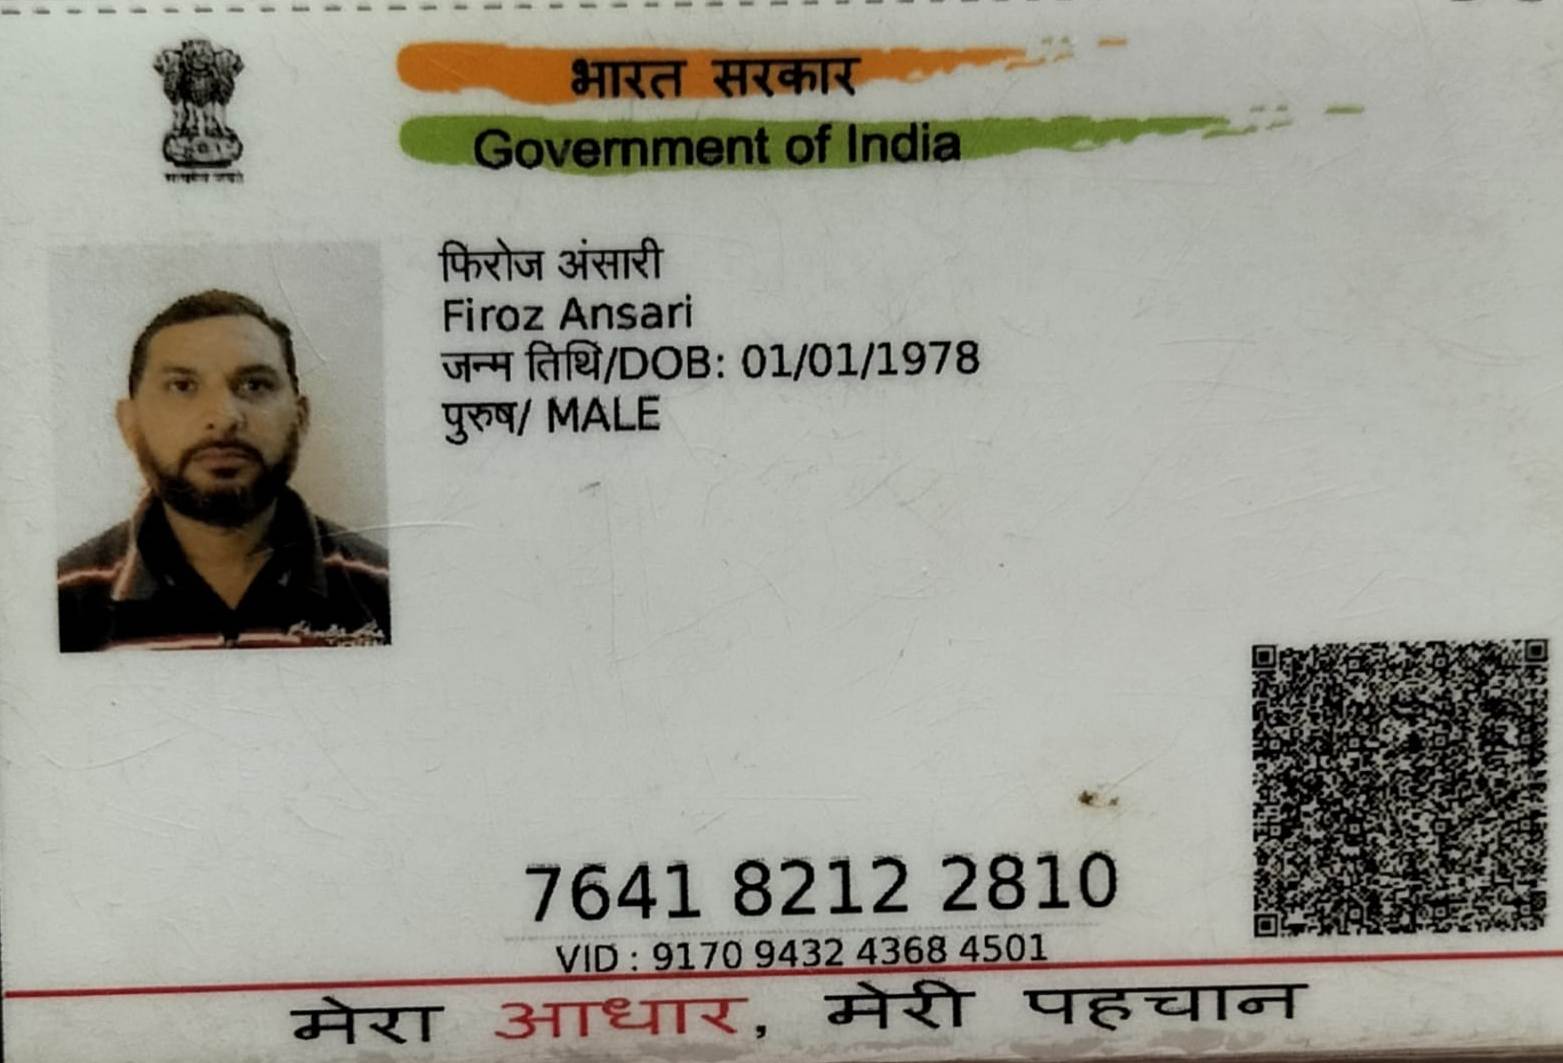 भारत सरकार
Government of India
सत्यमेव जयते
फिरोज अंसारी
Firoz Ansari
जन्म तिथि/DOB: 01/01/1978
पुरुष/ MALE
7641 8212 2810
VID : 9170 9432 4368 4501
मेरा आधार, मेरी पहचान